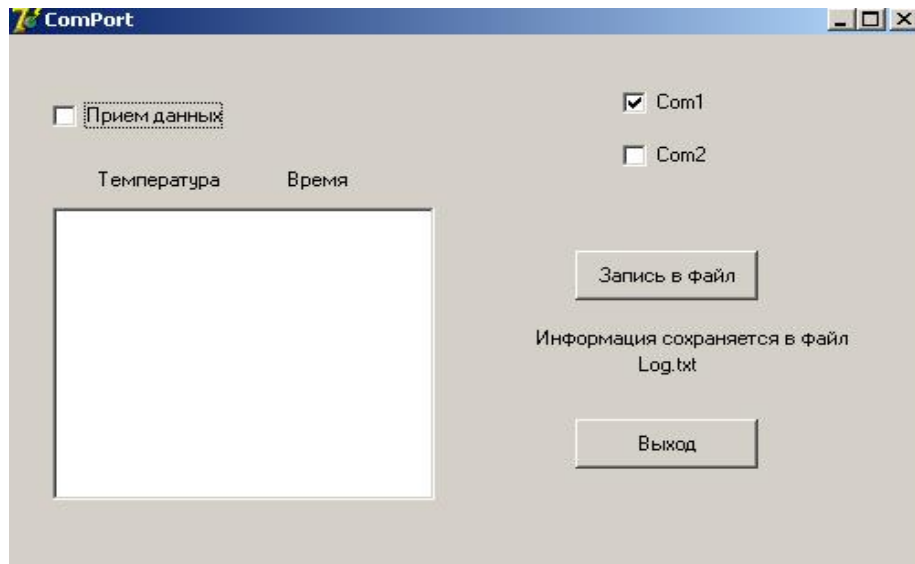 ComPort
Прием данных
Com1
Com2
Температура Время
Запись в файл
Информация сохраняется в файл
Log.txt
Выход